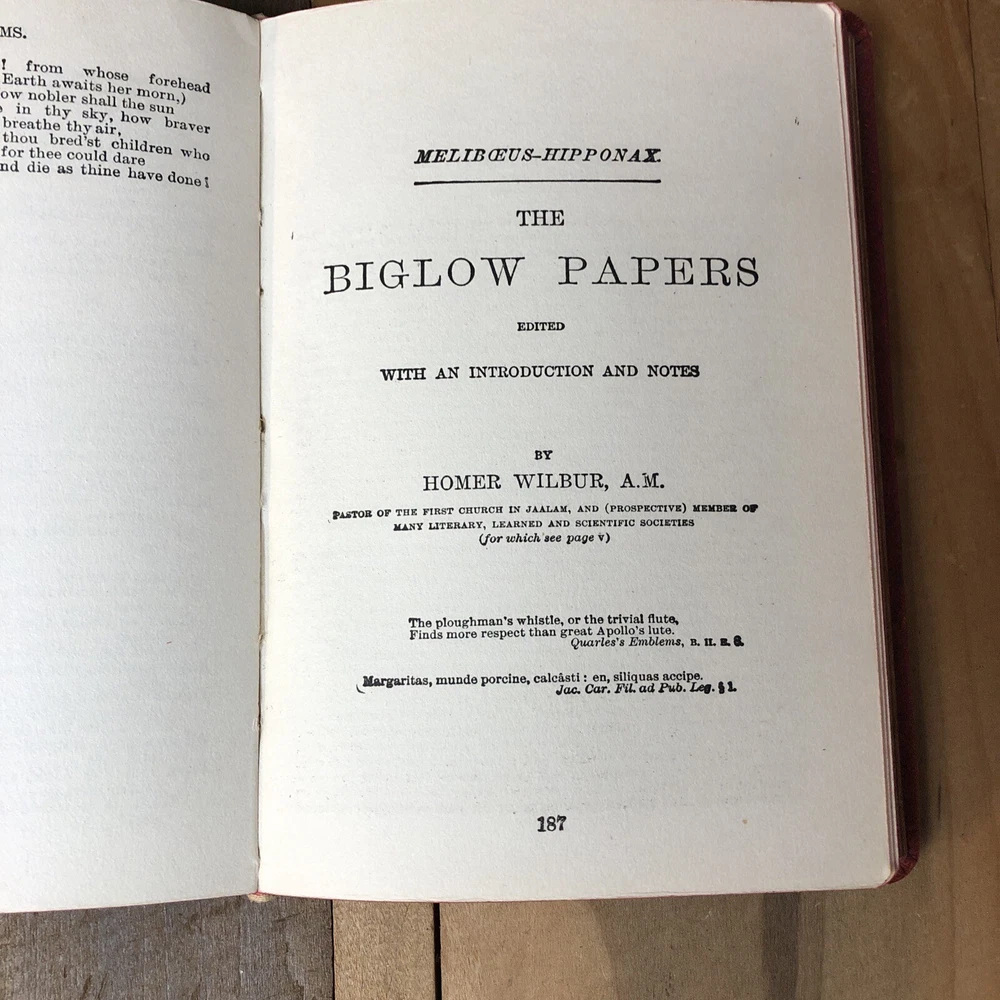 MS.
! from whose forehead
Earth awaits her morn,)
ow nobler shall the sun
in thy sky, how braver
breathe thy air,
thou bred'st children who
for thee could dare
nd die as thine have done!
MELIBŒUS-HIPPONAX.
THE
BIGLOW PAPERS
EDITED
WITH AN INTRODUCTION AND NOTES
BY
HOMER WILBUR, A.M.
PASTOR OF THE FIRST CHURCH IN JAALAM, AND (PROSPECTIVE) MEMBER OF
MANY LITERARY, LEARNED AND SCIENTIFIC SOCIETIES
(for which see page v)
The ploughman's whistle, or the trivial flute,
Finds more respect than great Apollo's lute.
Quarles's Emblems, B. II. E. 8.
Margaritas, munde porcine, calcâsti: en, siliquas accipe.
Jac. Car. Fil. ad Pub. Leg. § 1.
187